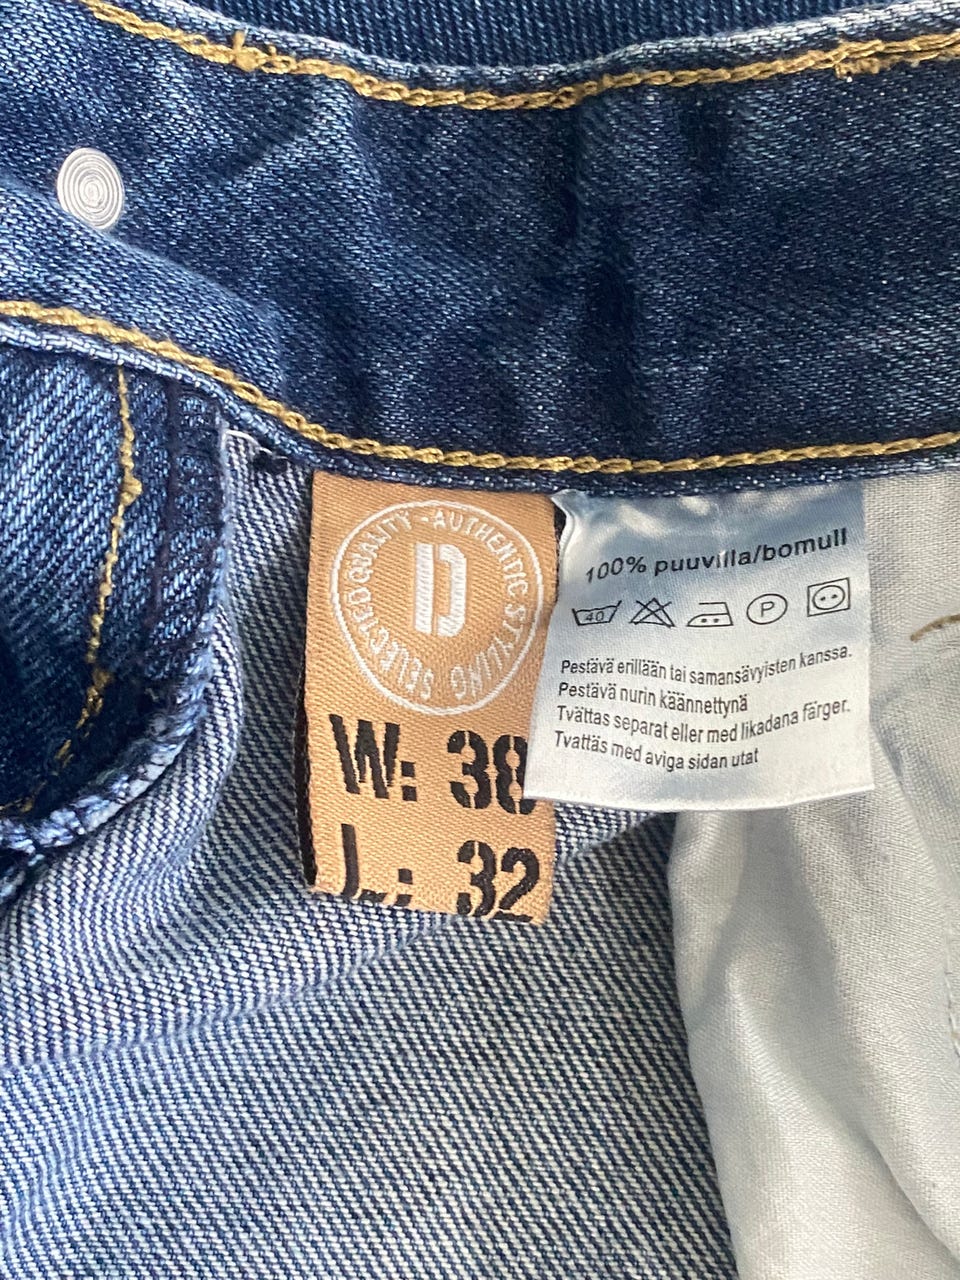 SELECTED QUALITY - AUTHENTIC STYLING
D
W: 38
L: 32
100% puuvilla/bomull
40 P
Pestävä erillään tai samansävyisten kanssa.
Pestävä nurin käännettynä
Tvättas separat eller med likadana färger.
Tvattäs med aviga sidan utat